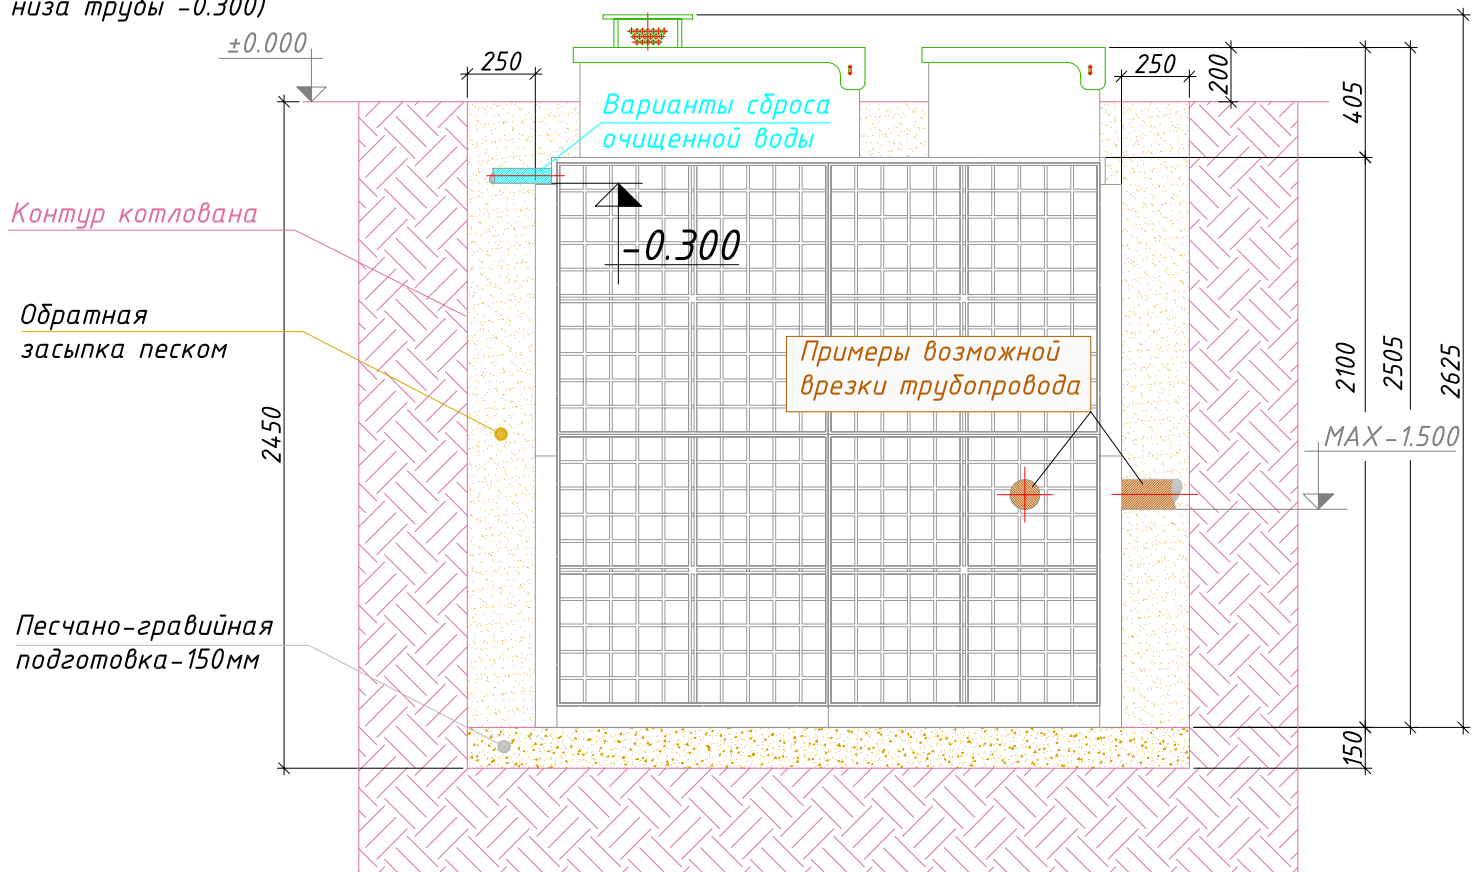 низа трубы -0.300)
±0.000
250
250
200
405
Варианты сброса
очищенной воды
Контур котлована
-0.300
Обратная
засыпка песком
Примеры возможной
врезки трубопровода
2100
2505
2625
2450
MAX-1.500
Песчано-гравийная
подготовка-150мм
150